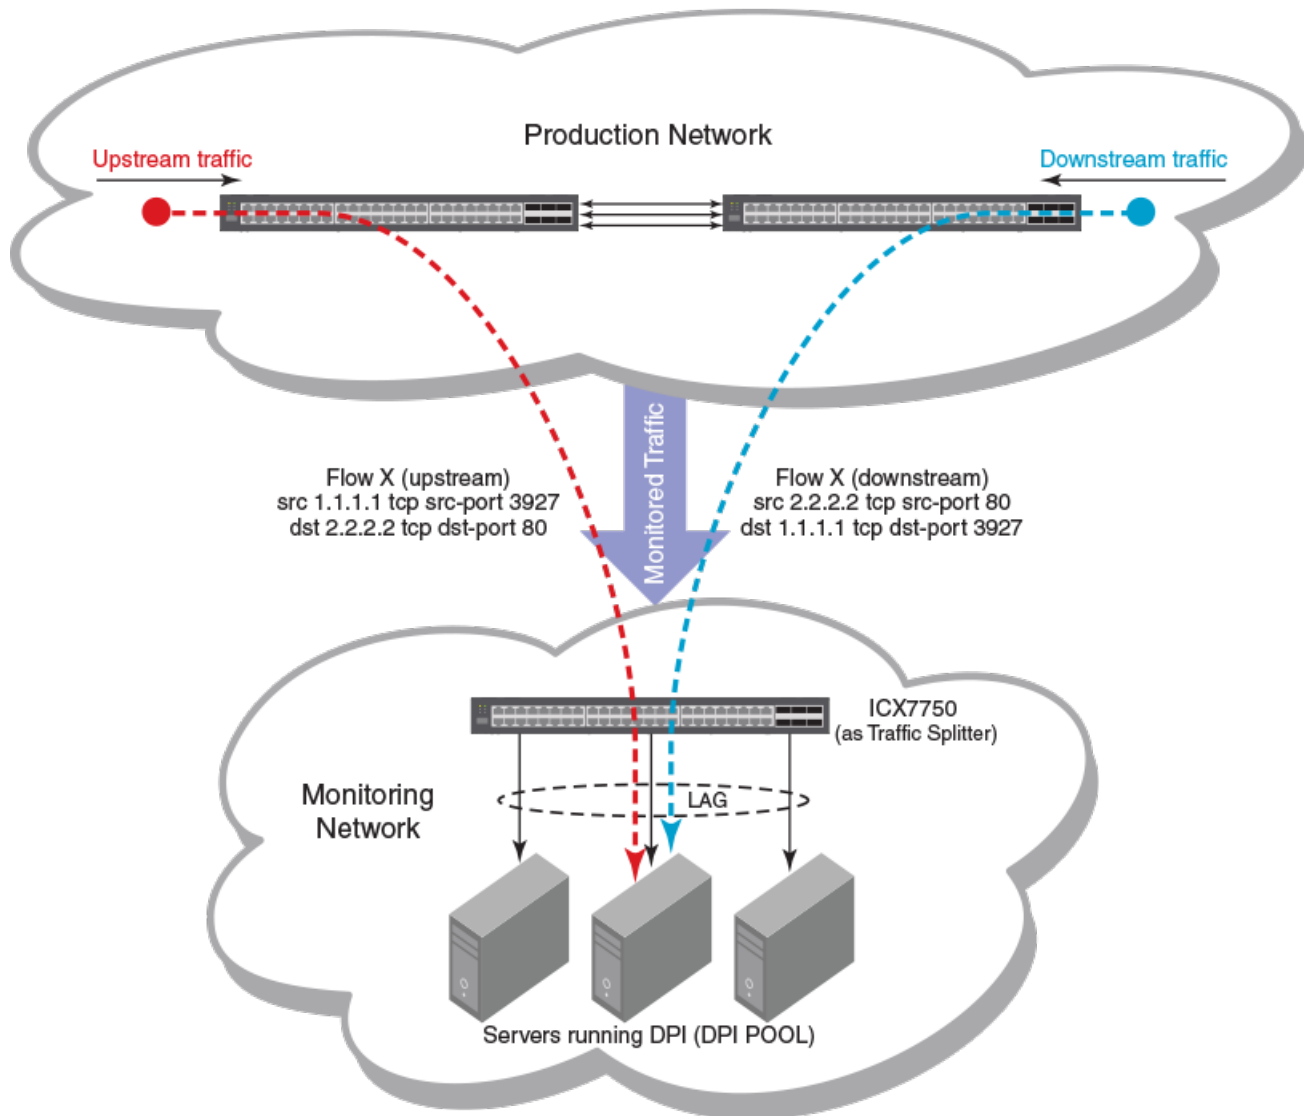 Production Network
Upstream traffic
Downstream traffic
Monitored Traffic
Flow X (upstream)
src 1.1.1.1 tcp src-port 3927
dst 2.2.2.2 tcp dst-port 80
Flow X (downstream)
src 2.2.2.2 tcp src-port 80
dst 1.1.1.1 tcp dst-port 3927
ICX7750
(as Traffic Splitter)
LAG
Monitoring
Network
Servers running DPI (DPI POOL)